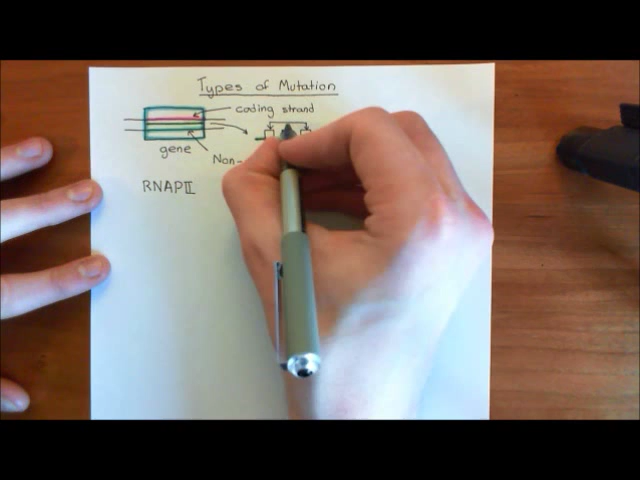 Types of Mutation
coding strand
gene
Non-
RNAPII